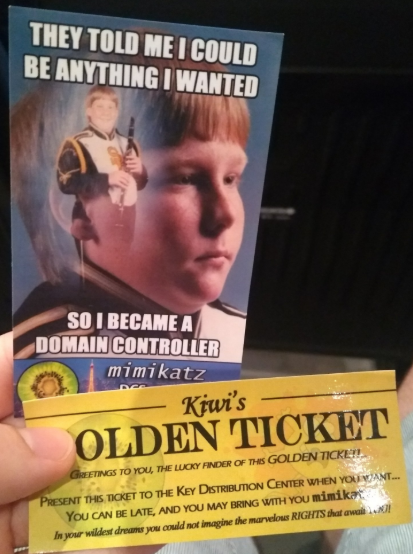 THEY TOLD ME I COULD
BE ANYTHING I WANTED
SO I BECAME A
DOMAIN CONTROLLER
mimikatz
Kiwi's
OLDEN TICKET
GREETINGS TO YOU, THE LUCKY FINDER OF THIS GOLDEN TICKET!
PRESENT THIS TICKET TO THE KEY DISTRIBUTION CENTER WHEN YOU WANT...
YOU CAN BE LATE, AND YOU MAY BRING WITH YOU
In your wildest dreams you could not imagine the marvelous RIGHTS that await YOU!